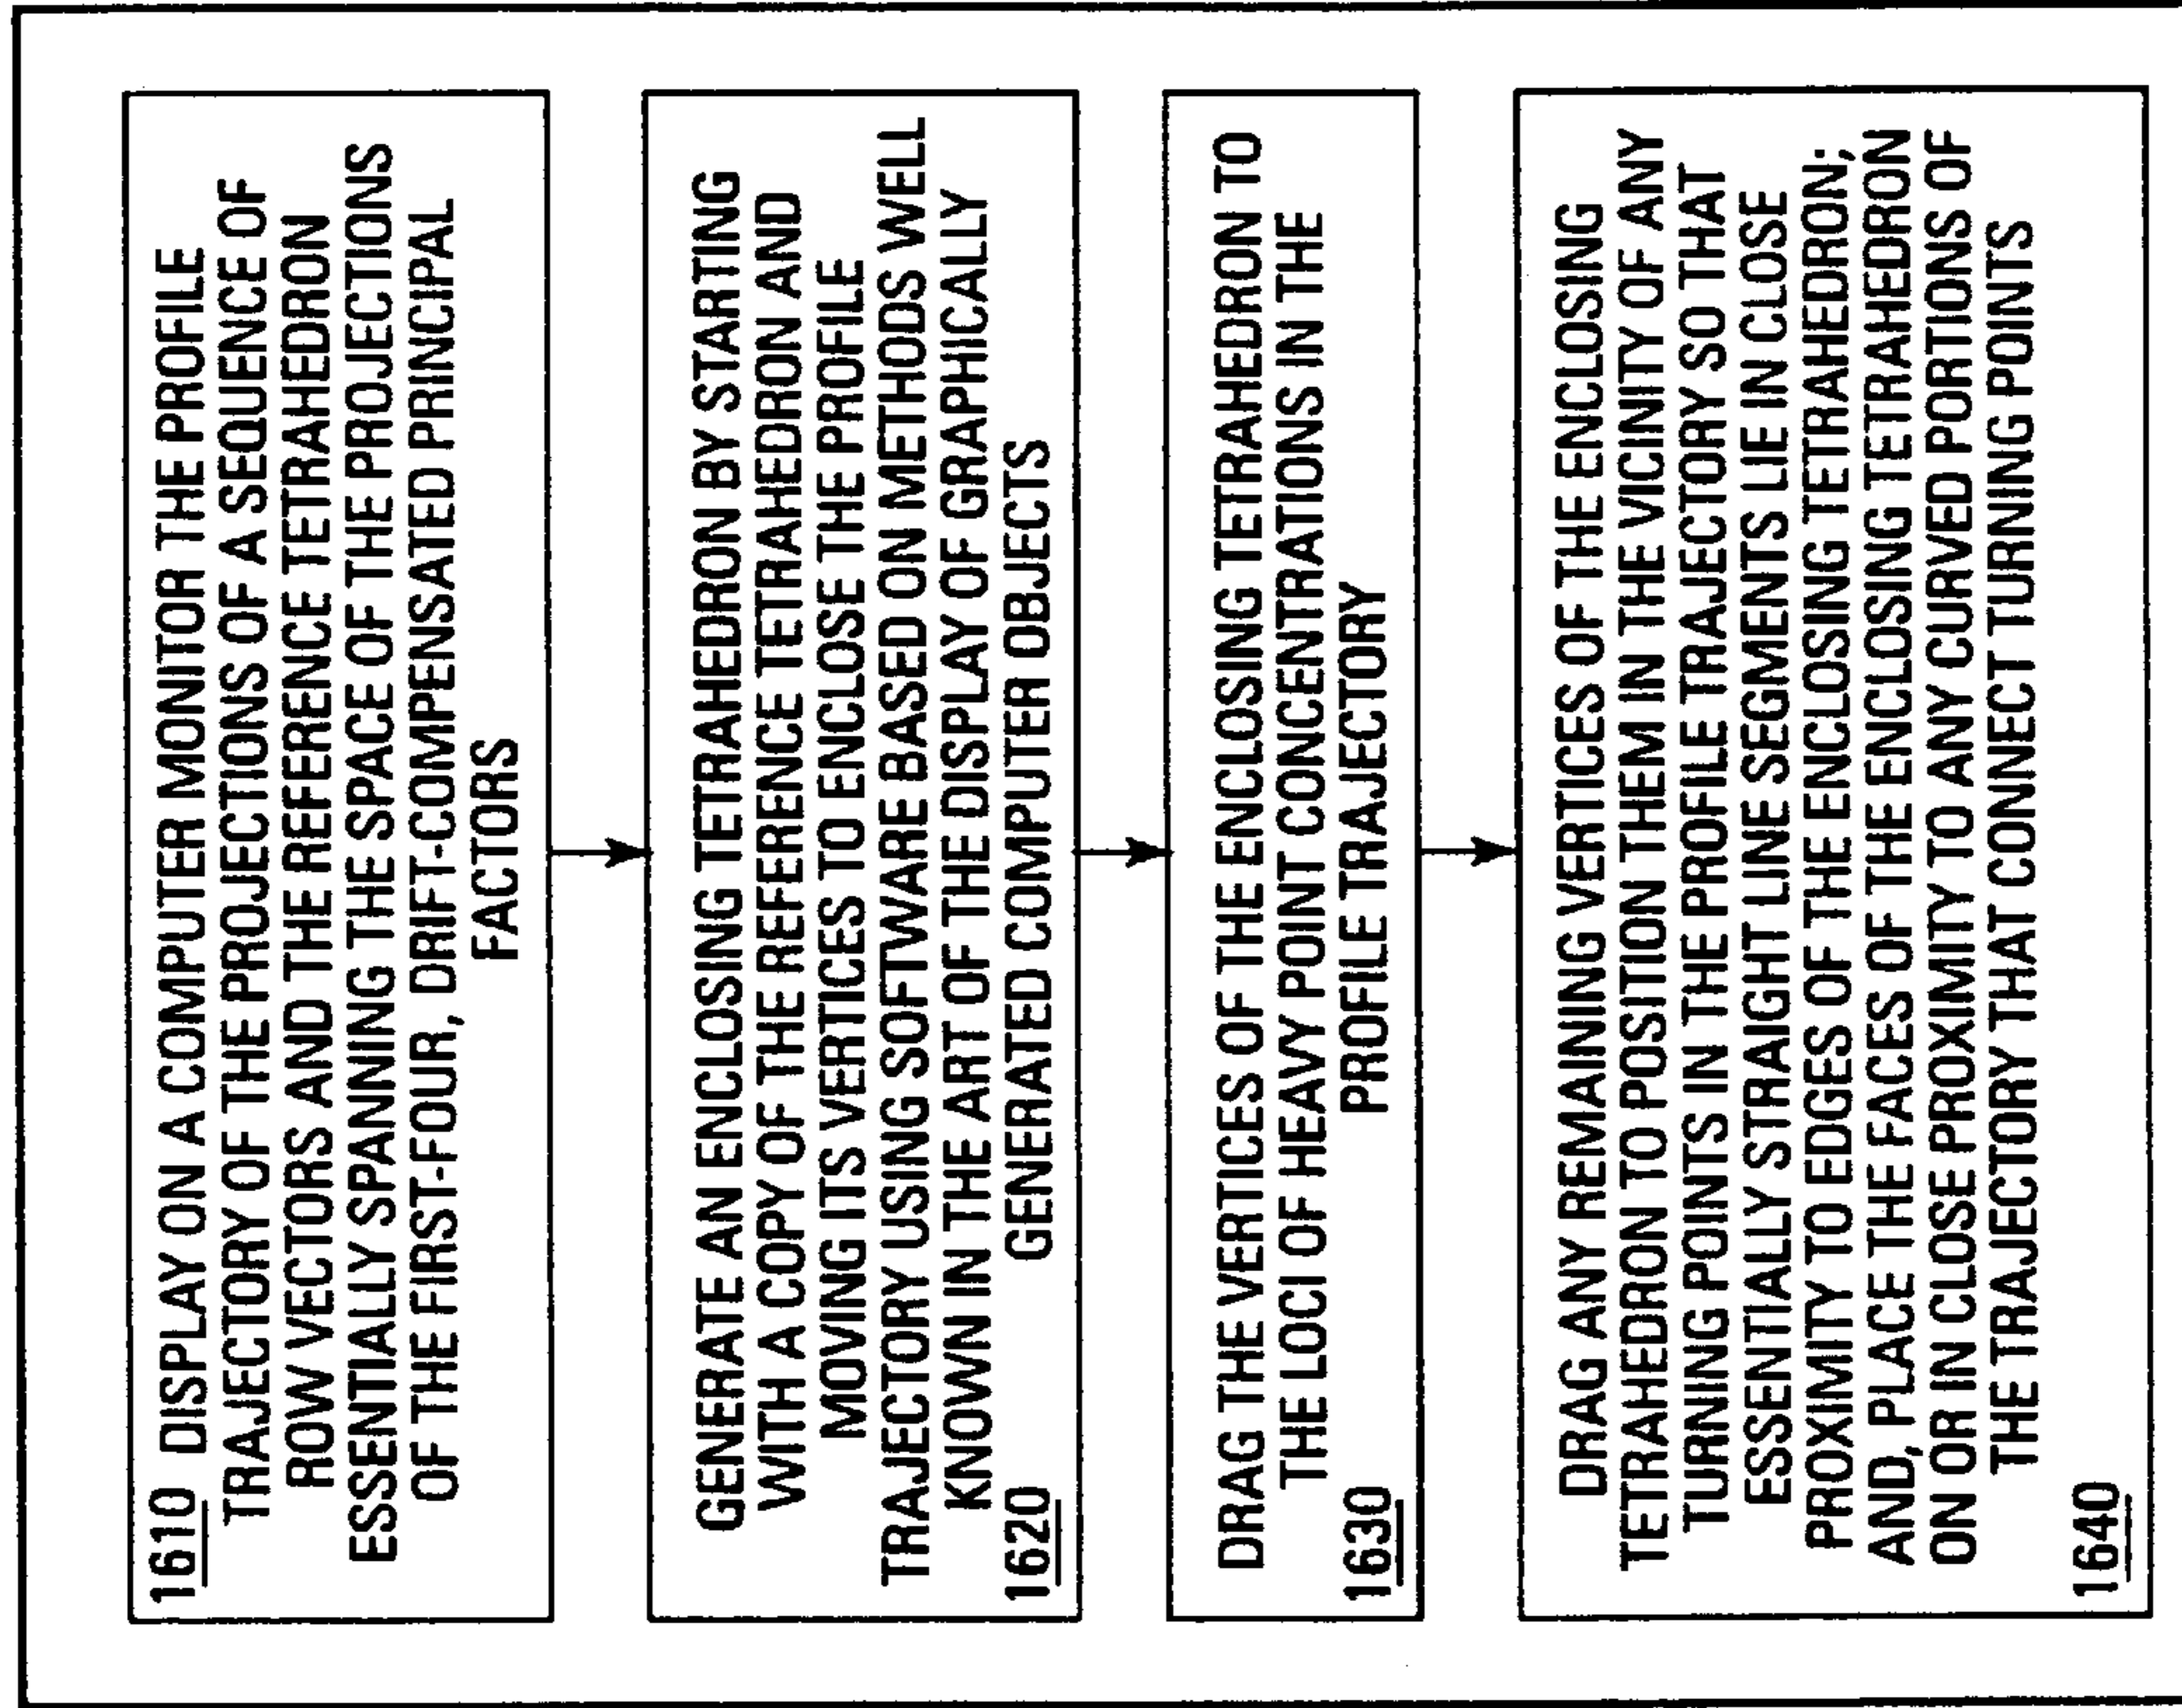 1610 DISPLAY ON A COMPUTER MONITOR THE PROFILE
TRAJECTORY OF THE PROJECTIONS OF A SEQUENCE OF
ROW VECTORS AND THE REFERENCE TETRAHEDRON
ESSENTIALLY SPANNING THE SPACE OF THE PROJECTIONS
OF THE FIRST-FOUR, DRIFT-COMPENSATED PRINCIPAL
FACTORS
GENERATE AN ENCLOSING TETRAHEDRON BY STARTING
WITH A COPY OF THE REFERENCE TETRAHEDRON AND
MOVING ITS VERTICES TO ENCLOSE THE PROFILE
TRAJECTORY USING SOFTWARE BASED ON METHODS WELL
KNOWN IN THE ART OF THE DISPLAY OF GRAPHICALLY
1620 GENERATED COMPUTER OBJECTS
DRAG THE VERTICES OF THE ENCLOSING TETRAHEDRON TO
THE LOCI OF HEAVY POINT CONCENTRATIONS IN THE
1630 PROFILE TRAJECTORY
DRAG ANY REMAINING VERTICES OF THE ENCLOSING
TETRAHEDRON TO POSITION THEM IN THE VICINITY OF ANY
TURNING POINTS IN THE PROFILE TRAJECTORY SO THAT
ESSENTIALLY STRAIGHT LINE SEGMENTS LIE IN CLOSE
PROXIMITY TO EDGES OF THE ENCLOSING TETRAHEDRON;
AND, PLACE THE FACES OF THE ENCLOSING TETRAHEDRON
ON OR IN CLOSE PROXIMITY TO ANY CURVED PORTIONS OF
THE TRAJECTORY THAT CONNECT TURNING POINTS
1640